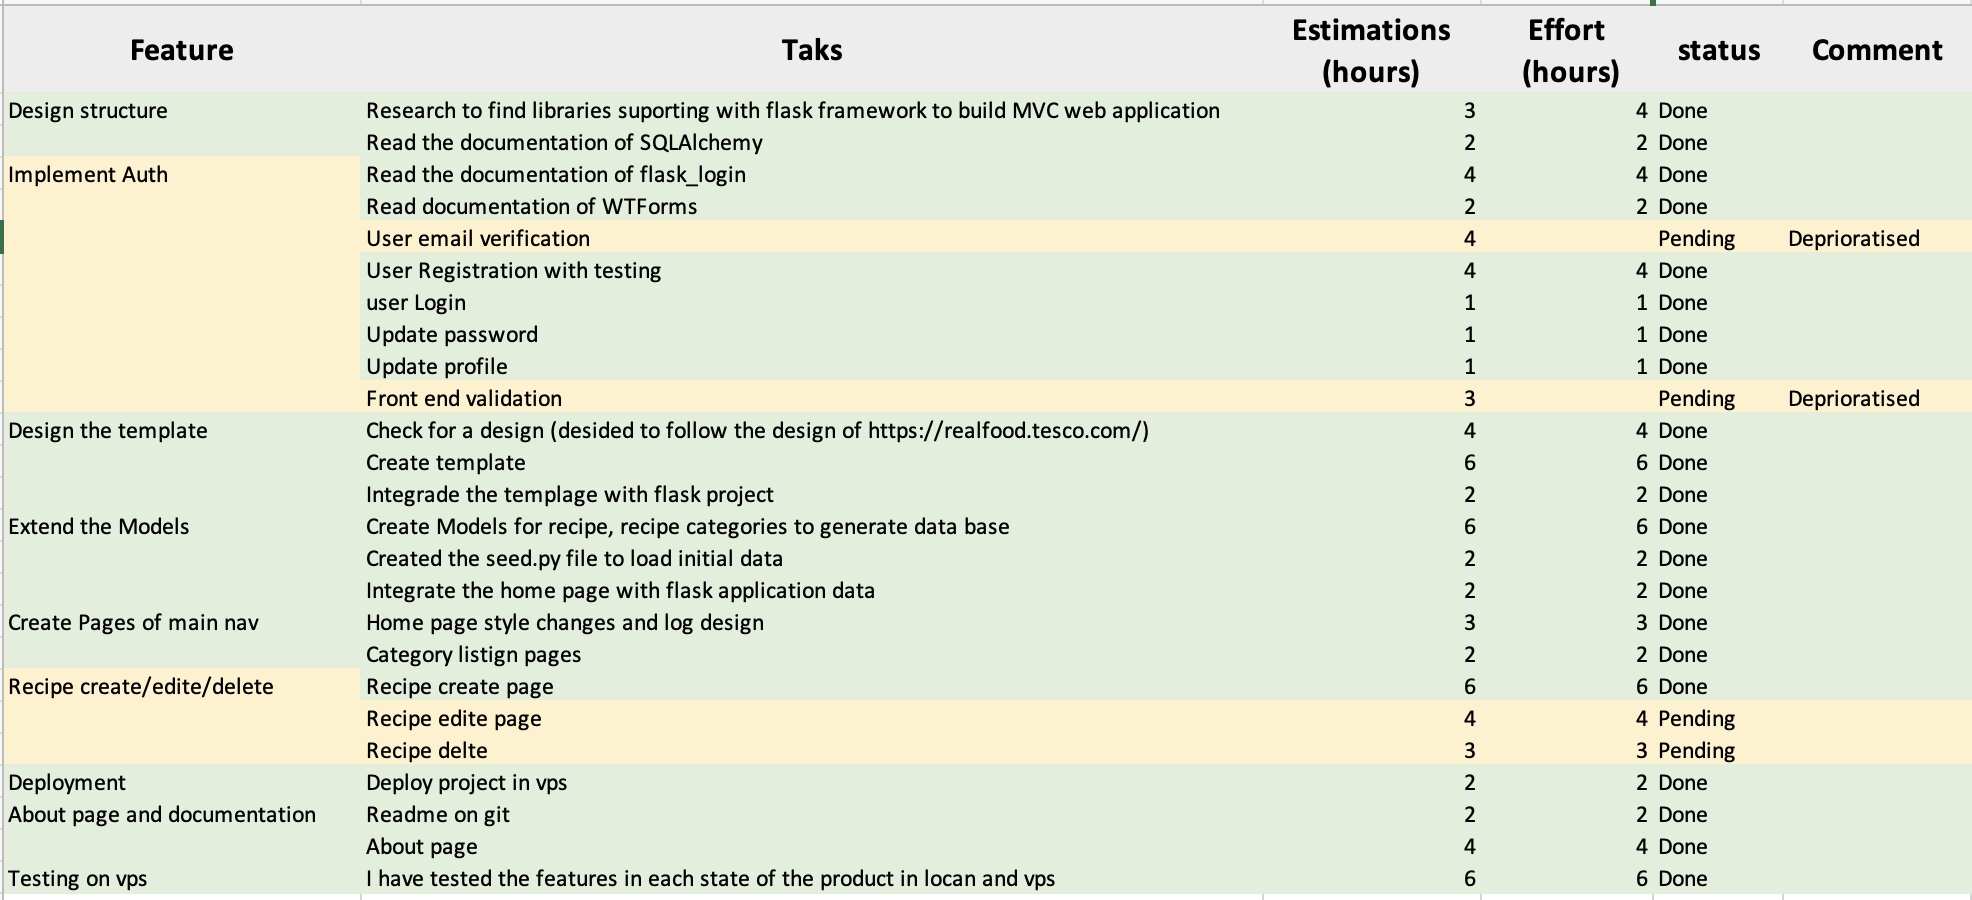 Feature Taks Estimations (hours) Effort (hours) status Comment
Design structure Research to find libraries suporting with flask framework to build MVC web application 3 4 Done
Read the documentation of SQLAlchemy 2 2 Done
Implement Auth Read the documentation of flask_login 4 4 Done
Read documentation of WTForms 2 2 Done
User email verification 4 Pending Deprioratised
User Registration with testing 4 4 Done
user Login 1 1 Done
Update password 1 1 Done
Update profile 1 1 Done
Front end validation 3 Pending Deprioratised
Design the template Check for a design (desided to follow the design of https://realfood.tesco.com/) 4 4 Done
Create template 6 6 Done
Integrade the templage with flask project 2 2 Done
Extend the Models Create Models for recipe, recipe categories to generate data base 6 6 Done
Created the seed.py file to load initial data 2 2 Done
Integrate the home page with flask application data 2 2 Done
Create Pages of main nav Home page style changes and log design 3 3 Done
Category listign pages 2 2 Done
Recipe create/edite/delete Recipe create page 6 6 Done
Recipe edite page 4 4 Pending
Recipe delte 3 3 Pending
Deployment Deploy project in vps 2 2 Done
About page and documentation Readme on git 2 2 Done
About page 4 4 Done
Testing on vps I have tested the features in each state of the product in locan and vps 6 6 Done